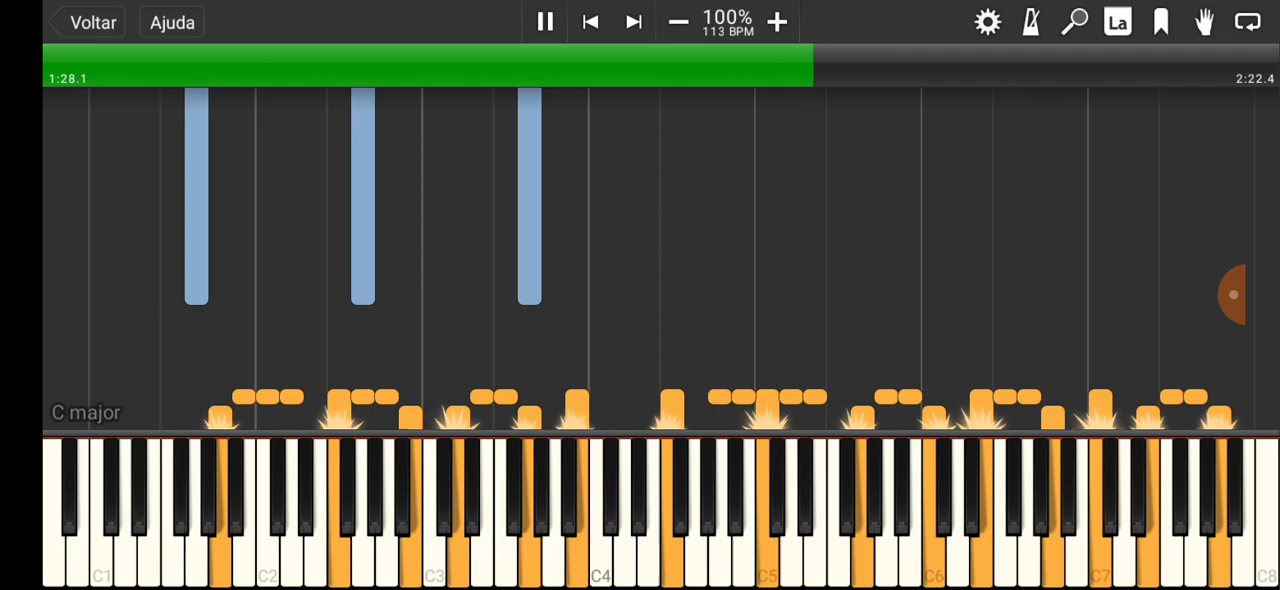 Voltar
Ajuda
100%
113 BPM
La
1:28.1
2:22.4
C major
C1
C2
C3
C4
C5
C6
C7
C8